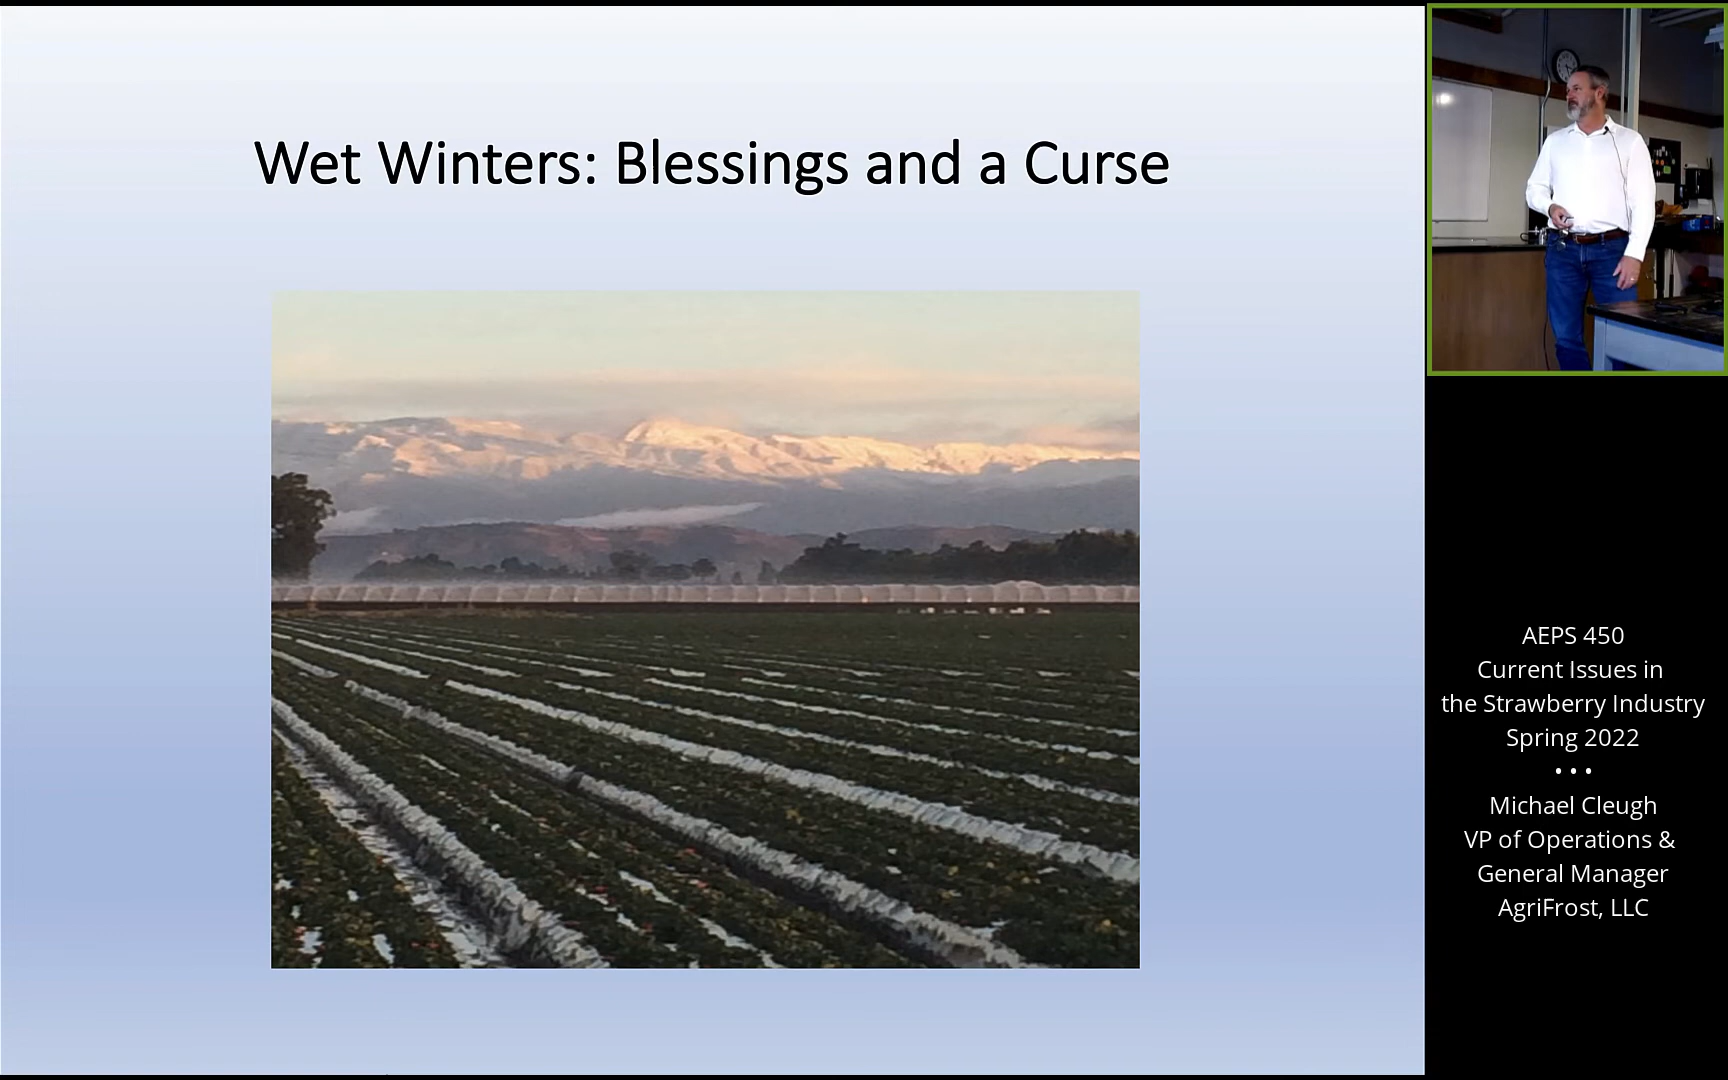 Wet Winters: Blessings and a Curse
AEPS 450
Current Issues in
the Strawberry Industry
Spring 2022
• • •
Michael Cleugh
VP of Operations &
General Manager
AgriFrost, LLC